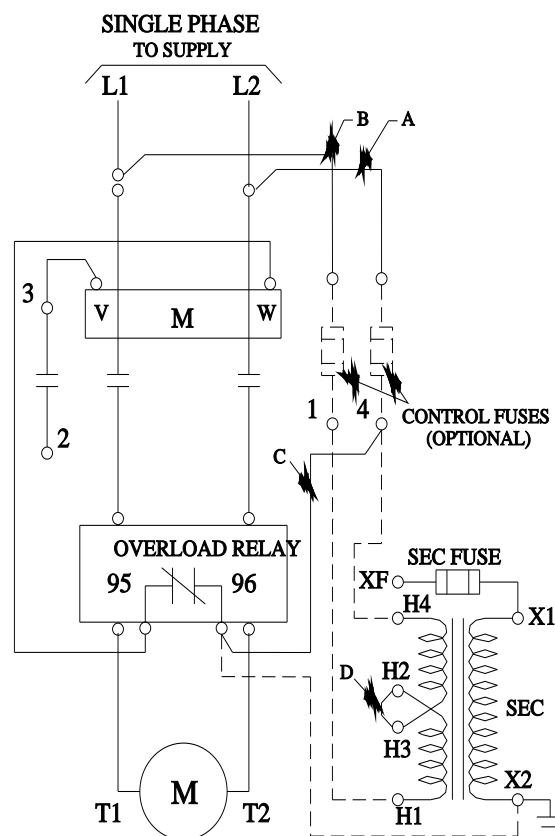 SINGLE PHASE
TO SUPPLY
L1
L2
B
A
V
M
W
3
2
1
4
CONTROL FUSES
(OPTIONAL)
C
OVERLOAD RELAY
95
96
SEC FUSE
XF
H4
X1
D
H2
SEC
H3
X2
H1
T1
M
T2